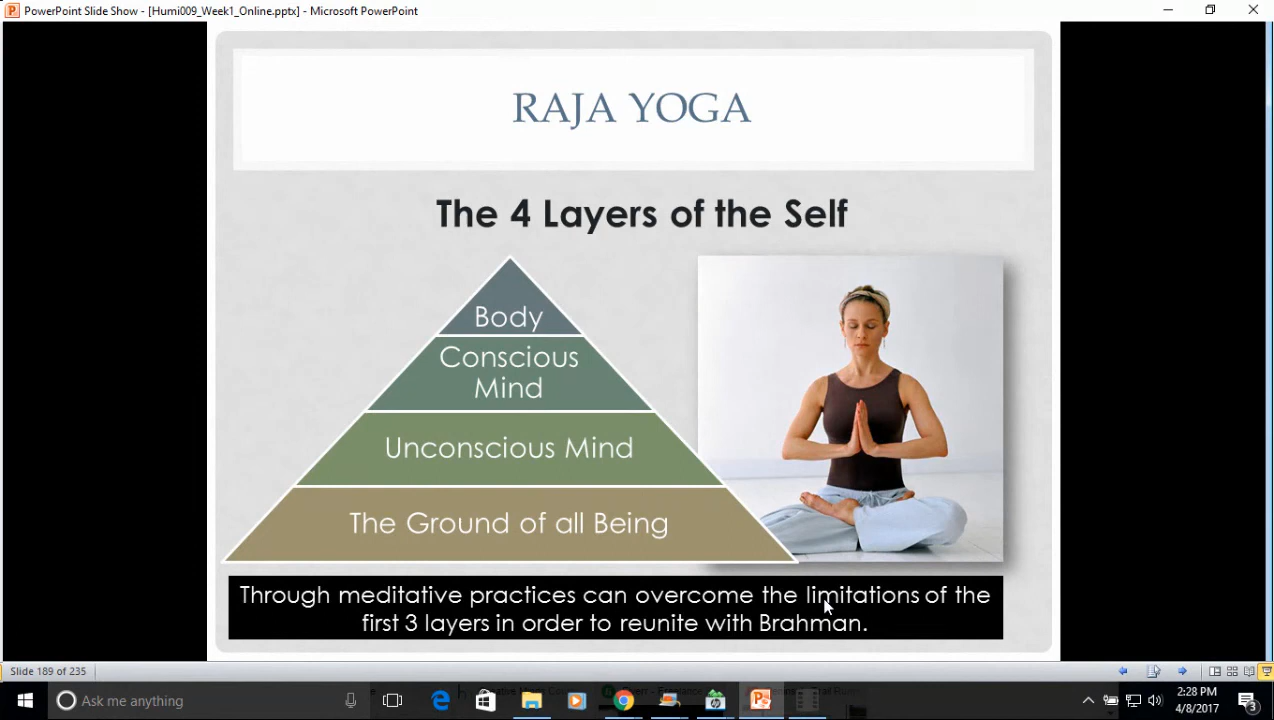 PowerPoint Slide Show - [Humi009_Week1_Online.pptx] - Microsoft PowerPoint
RAJA YOGA
The 4 Layers of the Self
Body
Conscious
Mind
Unconscious Mind
The Ground of all Being
Through meditative practices can overcome the limitations of the
first 3 layers in order to reunite with Brahman.
Slide 189 of 235
Ask me anything
2:28 PM
4/8/2017
3